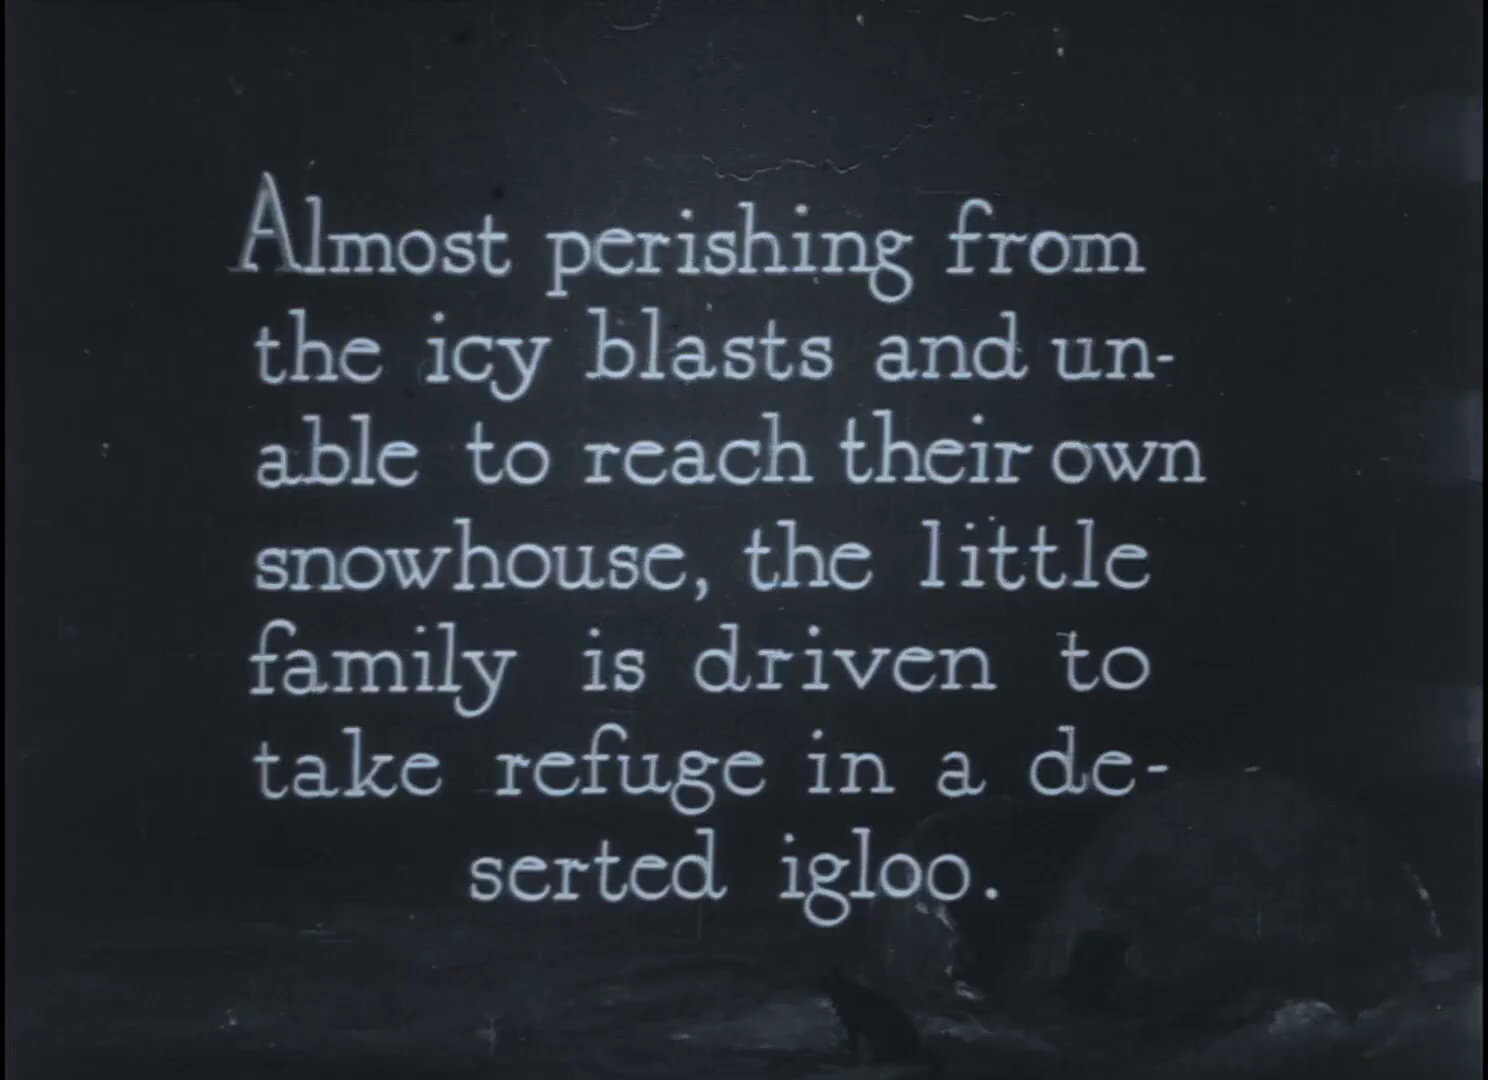 Almost perishing from
the icy blasts and un-
able to reach their own
snowhouse, the little
family is driven to
take refuge in a de-
serted igloo.